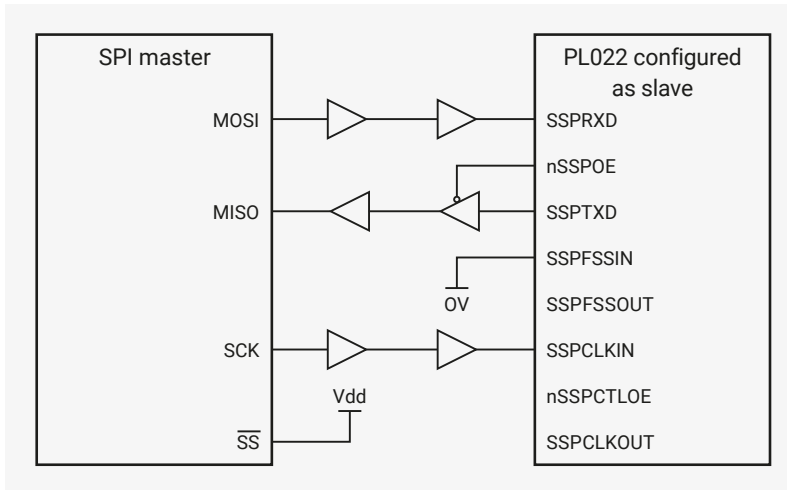 SPI master
PL022 configured
as slave
MOSI
SSPRXD
nSSPOE
MISO
SSPTXD
SSPFSSIN
0V
SSPFSSOUT
SCK
SSPCLKIN
Vdd
nSSPCTLOE
SS
SSPCLKOUT